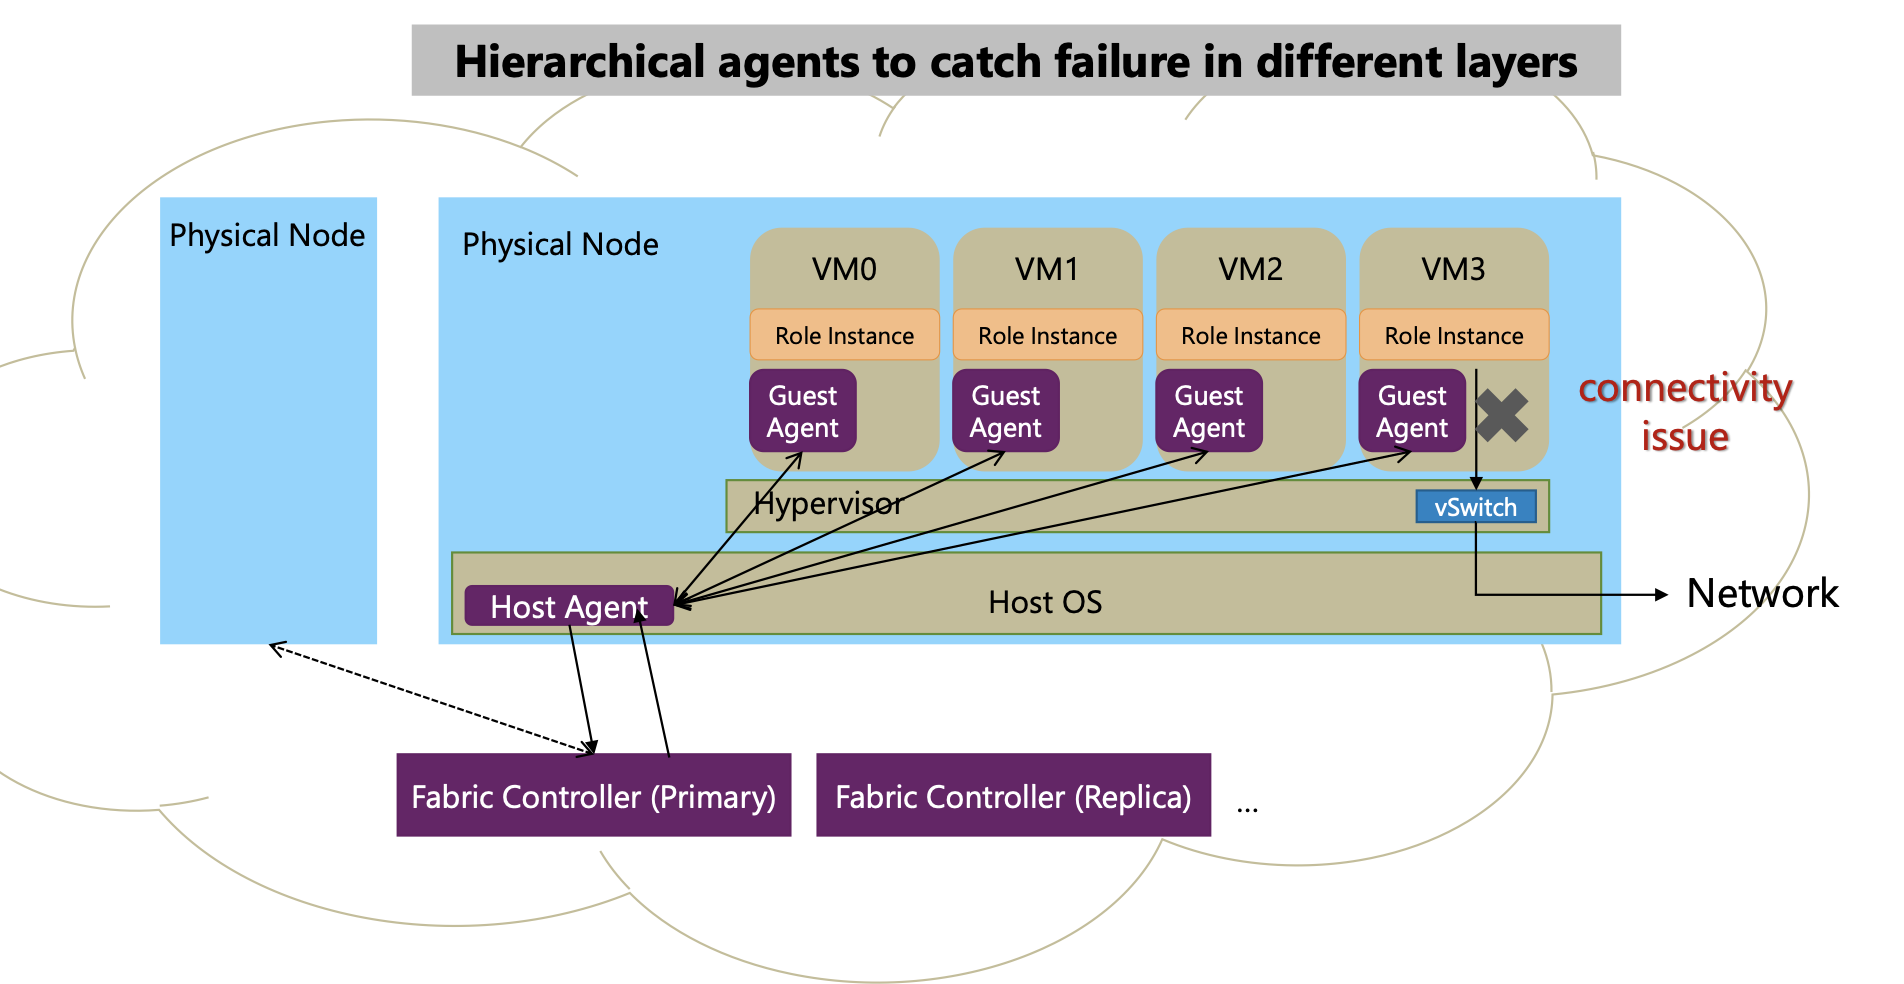 Hierarchical agents to catch failure in different layers
Physical Node
Physical Node
VM0
VM1
VM2
VM3
Role Instance
Role Instance
Role Instance
Role Instance
Guest
Agent
Guest
Agent
Guest
Agent
Guest
Agent
connectivity
issue
Hypervisor
vSwitch
Host Agent
Host OS
Network
Fabric Controller (Primary)
Fabric Controller (Replica)
...